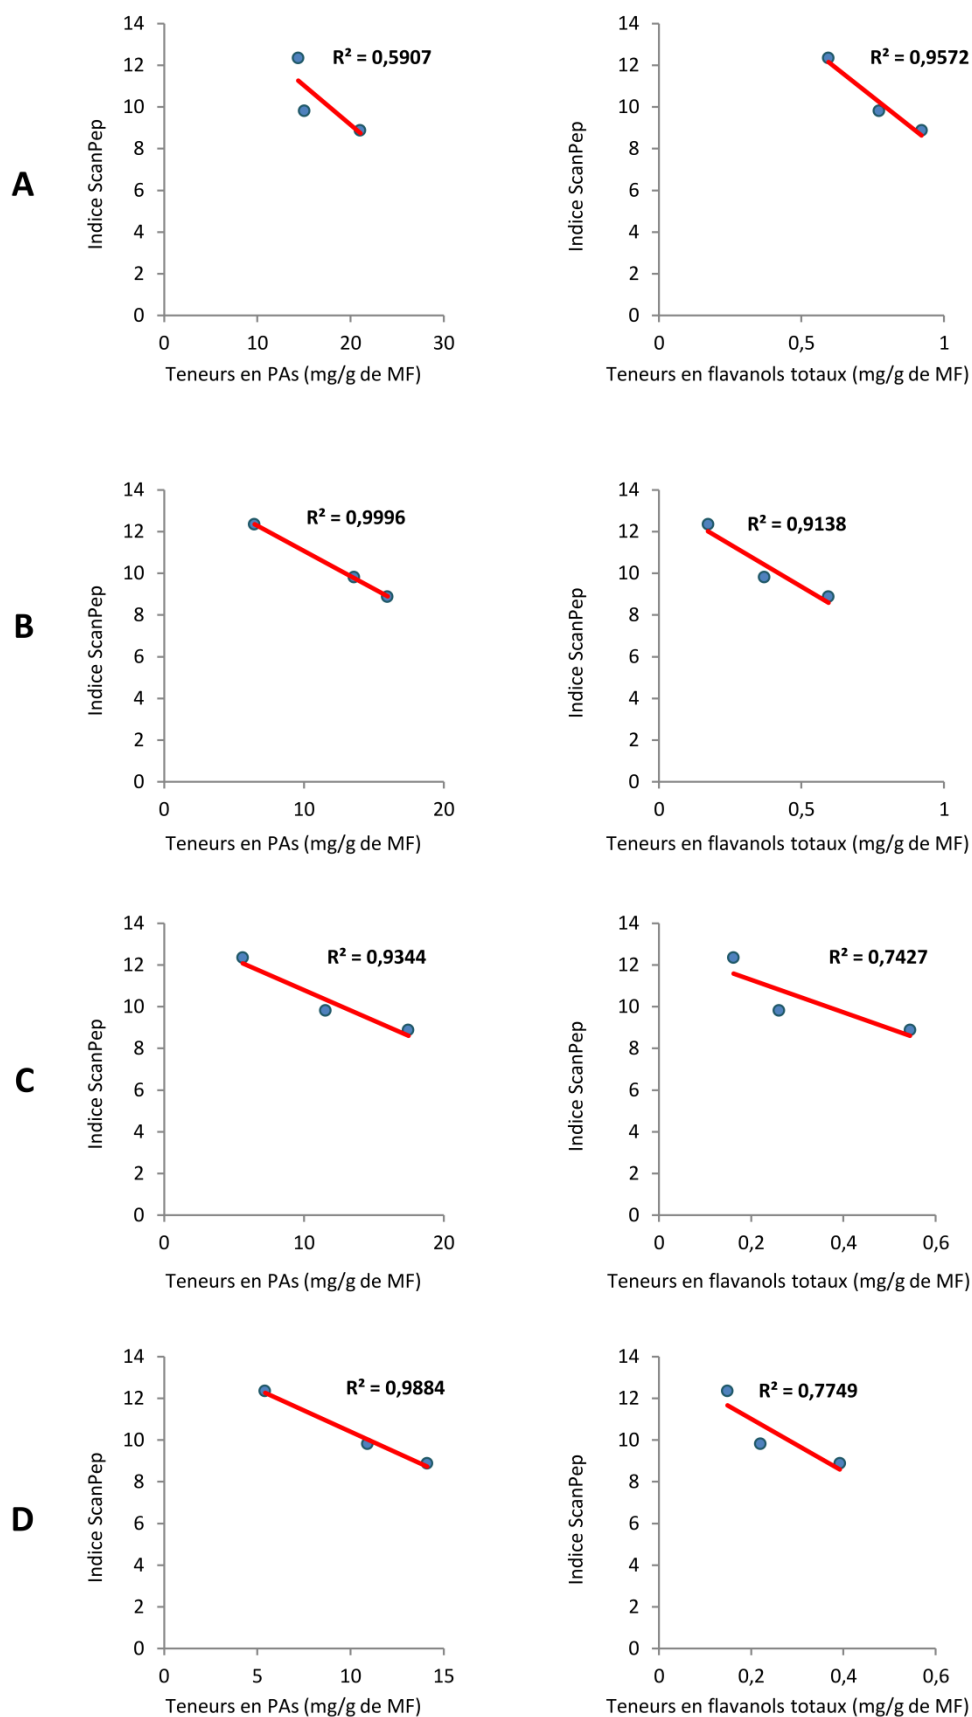 A
14
12
10
8
6
4
2
0
Indice ScanPep
R² = 0,5907
0 10 20 30
Teneurs en PAs (mg/g de MF)
14
12
10
8
6
4
2
0
Indice ScanPep
R² = 0,9572
0 0,5 1
Teneurs en flavanols totaux (mg/g de MF)
B
14
12
10
8
6
4
2
0
Indice ScanPep
R² = 0,9996
0 10 20
Teneurs en PAs (mg/g de MF)
14
12
10
8
6
4
2
0
Indice ScanPep
R² = 0,9138
0 0,5 1
Teneurs en flavanols totaux (mg/g de MF)
C
14
12
10
8
6
4
2
0
Indice ScanPep
R² = 0,9344
0 10 20
Teneurs en PAs (mg/g de MF)
14
12
10
8
6
4
2
0
Indice ScanPep
R² = 0,7427
0 0,2 0,4 0,6
Teneurs en flavanols totaux (mg/g de MF)
D
14
12
10
8
6
4
2
0
Indice ScanPep
R² = 0,9884
0 5 10 15
Teneurs en PAs (mg/g de MF)
14
12
10
8
6
4
2
0
Indice ScanPep
R² = 0,7749
0 0,2 0,4 0,6
Teneurs en flavanols totaux (mg/g de MF)